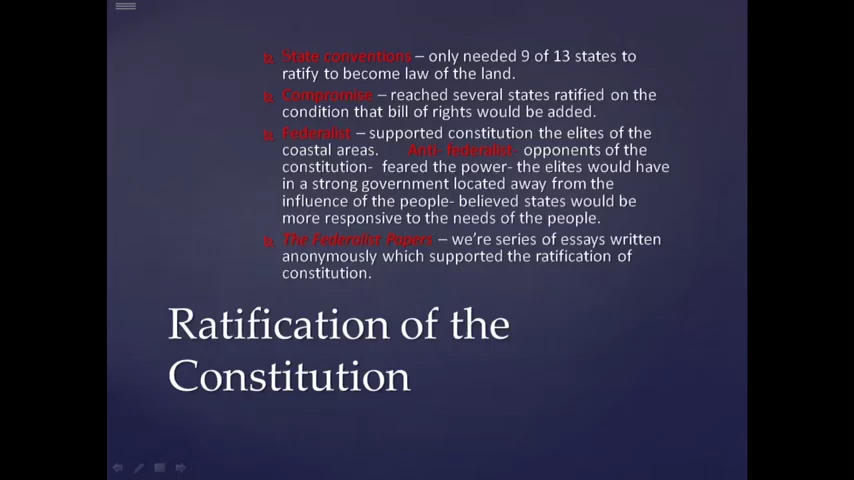 State conventions – only needed 9 of 13 states to
ratify to become law of the land.
Compromise – reached several states ratified on the
condition that bill of rights would be added.
Federalist – supported constitution the elites of the
coastal areas. Anti- federalist- opponents of the
constitution- feared the power- the elites would have
in a strong government located away from the
influence of the people- believed states would be
more responsive to the needs of the people.
The Federalist Papers – we’re series of essays written
anonymously which supported the ratification of
constitution.
Ratification of the
Constitution